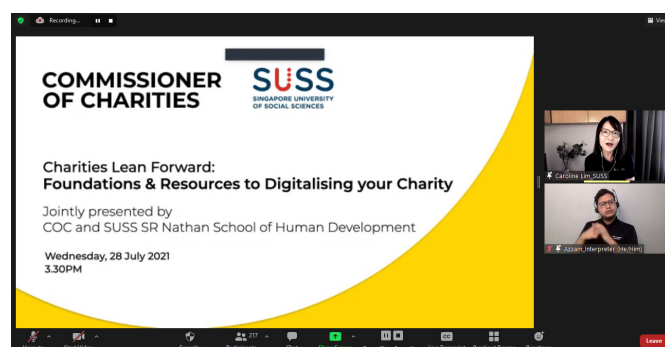 Recording...
View
COMMISSIONER
OF CHARITIES
SUSS
SINGAPORE UNIVERSITY
OF SOCIAL SCIENCES
Charities Lean Forward:
Foundations & Resources to Digitalising your Charity
Jointly presented by
COC and SUSS SR Nathan School of Human Development
Wednesday, 28 July 2021
3.30PM
Caroline Lim_SUSS
Azzam_Interpreter (He/Him)
217
CC
Leave